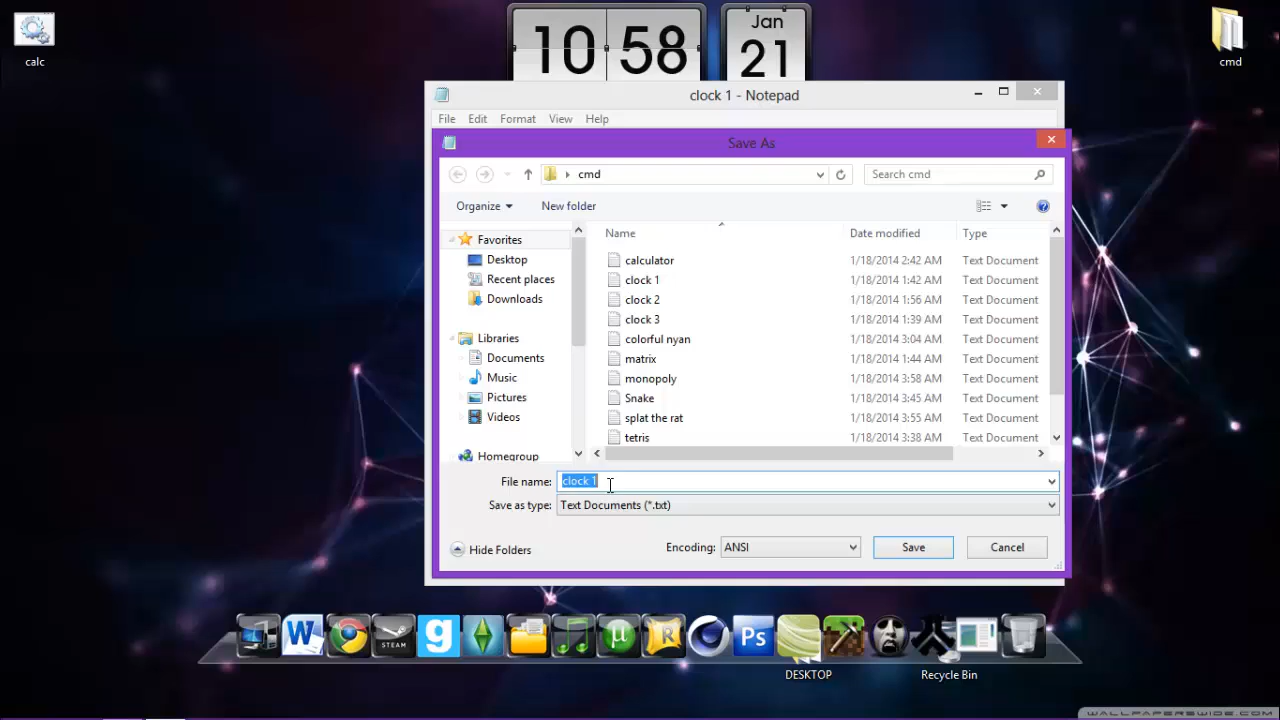 calc
10 58
Jan
21
cmd
clock 1 - Notepad
File Edit Format View Help
Save As
cmd
Search cmd
Organize New folder
Name Date modified Type
Favorites
Desktop
Recent places
Downloads
Libraries
Documents
Music
Pictures
Videos
Homegroup
calculator 1/18/2014 2:42 AM Text Document
clock 1 1/18/2014 1:42 AM Text Document
clock 2 1/18/2014 1:56 AM Text Document
clock 3 1/18/2014 1:39 AM Text Document
colorful nyan 1/18/2014 3:04 AM Text Document
matrix 1/18/2014 1:44 AM Text Document
monopoly 1/18/2014 3:58 AM Text Document
Snake 1/18/2014 3:45 AM Text Document
splat the rat 1/18/2014 3:55 AM Text Document
tetris 1/18/2014 3:38 AM Text Document
File name: clock 1
Save as type: Text Documents (*.txt)
Hide Folders
Encoding: ANSI
Save
Cancel
W
STEAM
g
µ
R
Ps
DESKTOP
Recycle Bin
WALLPAPERSWIDE.COM